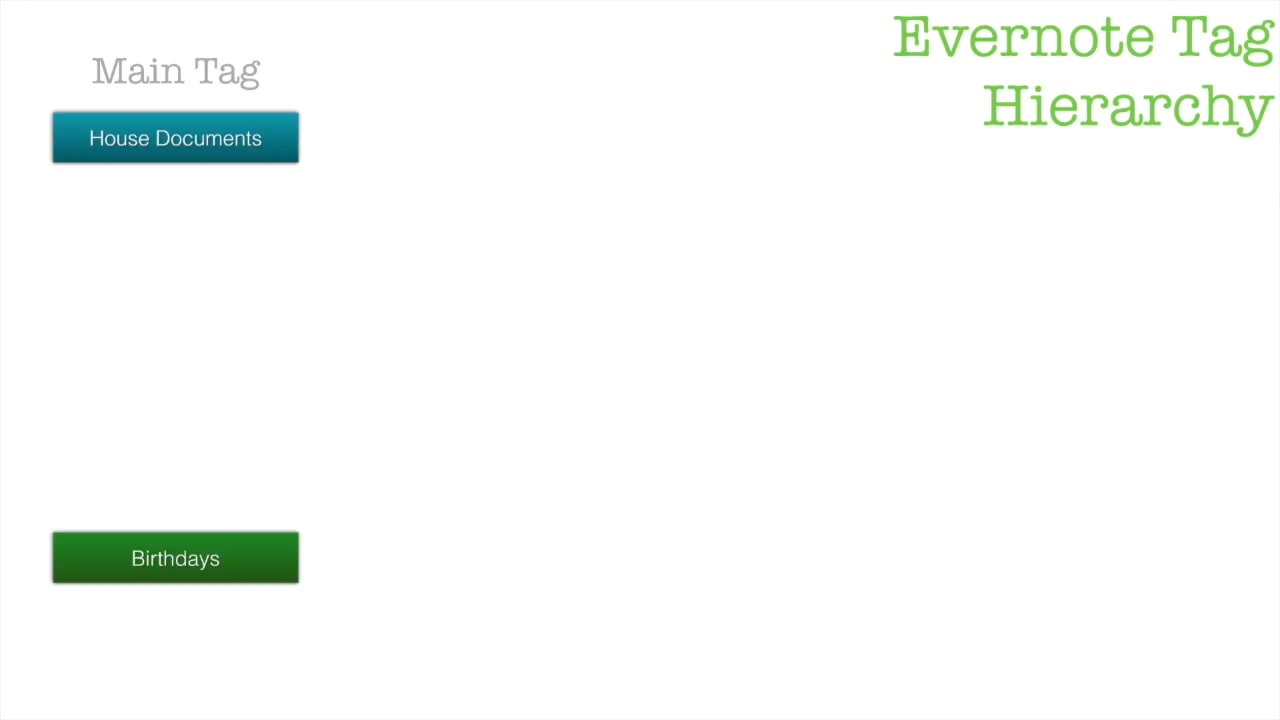 Evernote Tag
Hierarchy
Main Tag
House Documents
Birthdays